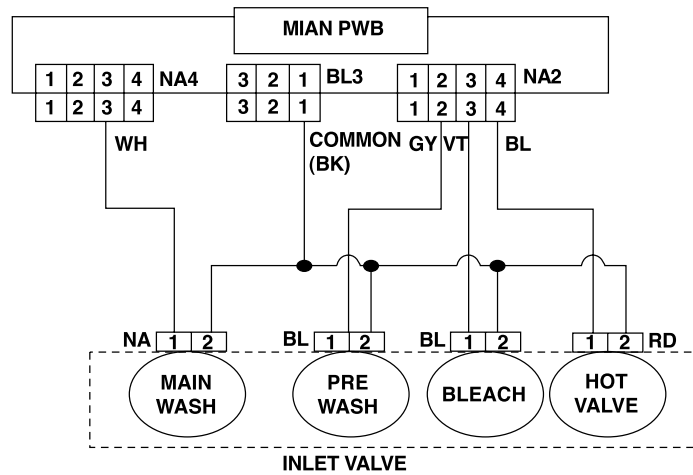 MIAN PWB
1 2 3 4 NA4 3 2 1 BL3 1 2 3 4 NA2
1 2 3 4 3 2 1 1 2 3 4
WH COMMON GY VT BL
(BK)
NA 1 2 BL 1 2 BL 1 2 1 2 RD
MAIN
WASH
PRE
WASH
BLEACH
HOT
VALVE
INLET VALVE